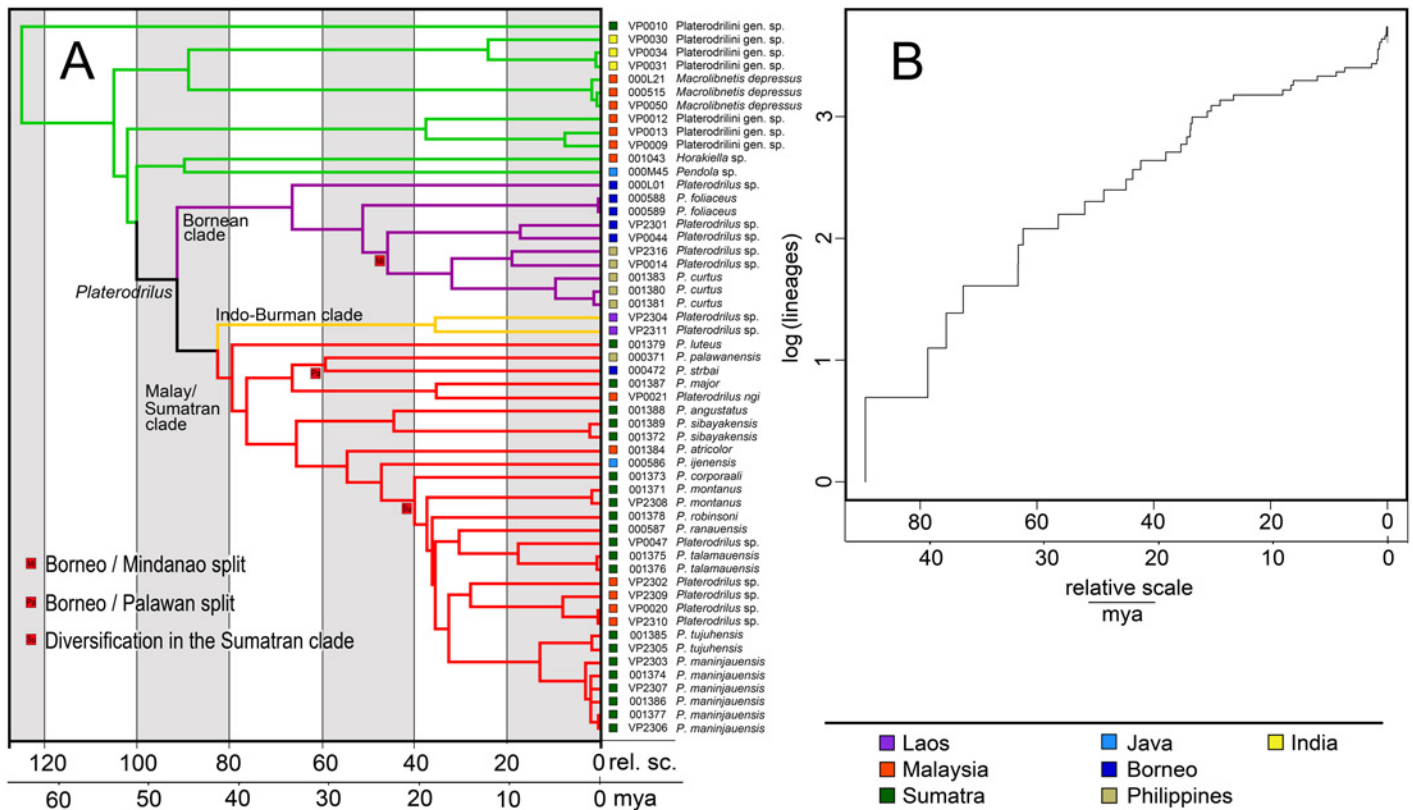 A
VP0010 Platerodrilini gen. sp.
VP0030 Platerodrilini gen. sp.
VP0034 Platerodrilini gen. sp.
VP0031 Platerodrilini gen. sp.
000L21 Macrolibnetis depressus
000515 Macrolibnetis depressus
VP0050 Macrolibnetis depressus
VP0012 Platerodrilini gen. sp.
VP0013 Platerodrilini gen. sp.
VP0009 Platerodrilini gen. sp.
001043 Horakiella sp.
000M45 Pendola sp.
000L01 Platerodrilus sp.
000588 P. foliaceus
000589 P. foliaceus
VP2301 Platerodrilus sp.
VP0044 Platerodrilus sp.
VP2316 Platerodrilus sp.
VP0014 Platerodrilus sp.
001383 P. curtus
001380 P. curtus
001381 P. curtus
VP2304 Platerodrilus sp.
VP2311 Platerodrilus sp.
001379 P. luteus
000371 P. palawanensis
000472 P. strbai
001387 P. major
VP0021 Platerodrilus ngi
001388 P. angustatus
001389 P. sibayakensis
001372 P. sibayakensis
001384 P. atricolor
000586 P. ijenensis
001373 P. corporaali
001371 P. montanus
VP2308 P. montanus
001378 P. robinsoni
000587 P. ranauensis
VP0047 Platerodrilus sp.
001375 P. talamauensis
001376 P. talamauensis
VP2302 Platerodrilus sp.
VP2309 Platerodrilus sp.
VP0020 Platerodrilus sp.
VP2310 Platerodrilus sp.
001385 P. tujuhensis
VP2305 P. tujuhensis
VP2303 P. maninjauensis
001374 P. maninjauensis
VP2307 P. maninjauensis
001386 P. maninjauensis
001377 P. maninjauensis
VP2306 P. maninjauensis
Bornean
clade
Platerodrilus
Indo-Burman clade
Malay/
Sumatran
clade
Borneo / Mindanao split
Borneo / Palawan split
Diversification in the Sumatran clade
120 100 80 60 40 20 0 rel. sc.
60 50 40 30 20 10 0 mya
B
log (lineages)
3
2
1
0
80 60 40 20 0
40 30 20 10 0
relative scale
mya
Laos Java India
Malaysia Borneo
Sumatra Philippines